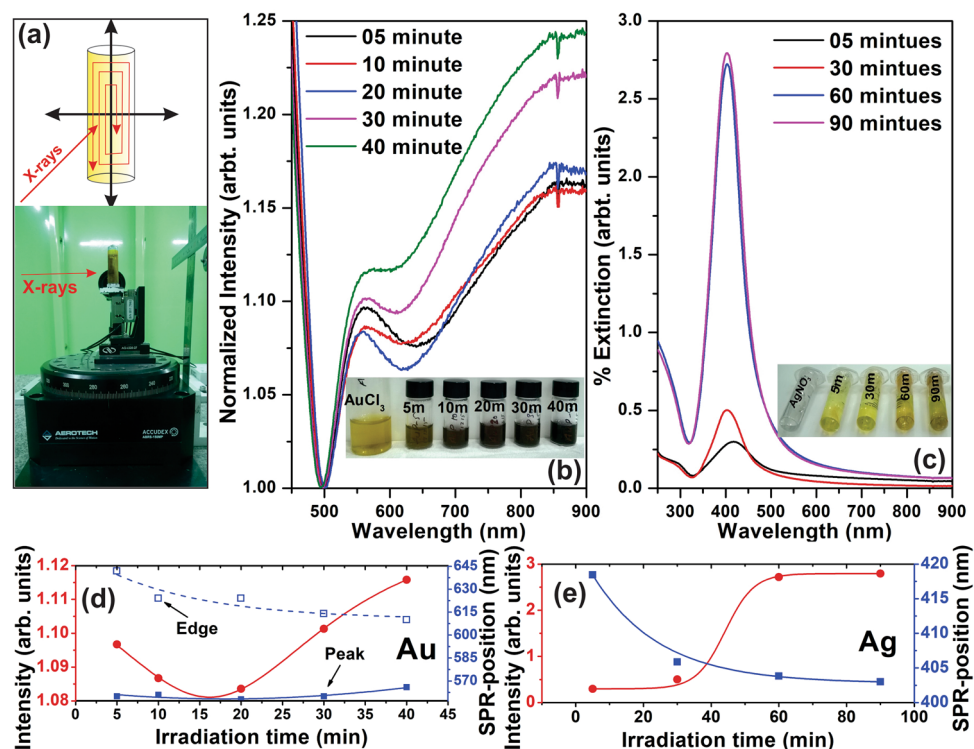 (a)
X-rays
X-rays
AEROTECH
ACCUDEX
Normalized Intensity (arbt. units)
1.25
1.20
1.15
1.10
1.05
1.00
05 minute
10 minute
20 minute
30 minute
40 minute
AuCl3
5m
10m
20m
30m
40m
(b)
500
600
700
800
900
Wavelength (nm)
% Extinction (arbt. units)
3.0
2.5
2.0
1.5
1.0
0.5
0.0
05 mintues
30 mintues
60 mintues
90 mintues
AgNO3
5m
30m
60m
90m
(c)
300
400
500
600
700
800
900
Wavelength (nm)
Intensity (arb. units)
1.12
1.11
1.10
1.09
1.08
(d)
Edge
Peak
Au
645
630
615
600
585
570
SPR-position (nm)
0
5
10
15
20
25
30
35
40
45
Irradiation time (min)
Intensity (arb. units)
3
2
1
0
(e)
Ag
420
415
410
405
400
SPR-position (nm)
0
20
40
60
80
100
Irradiation time (min)